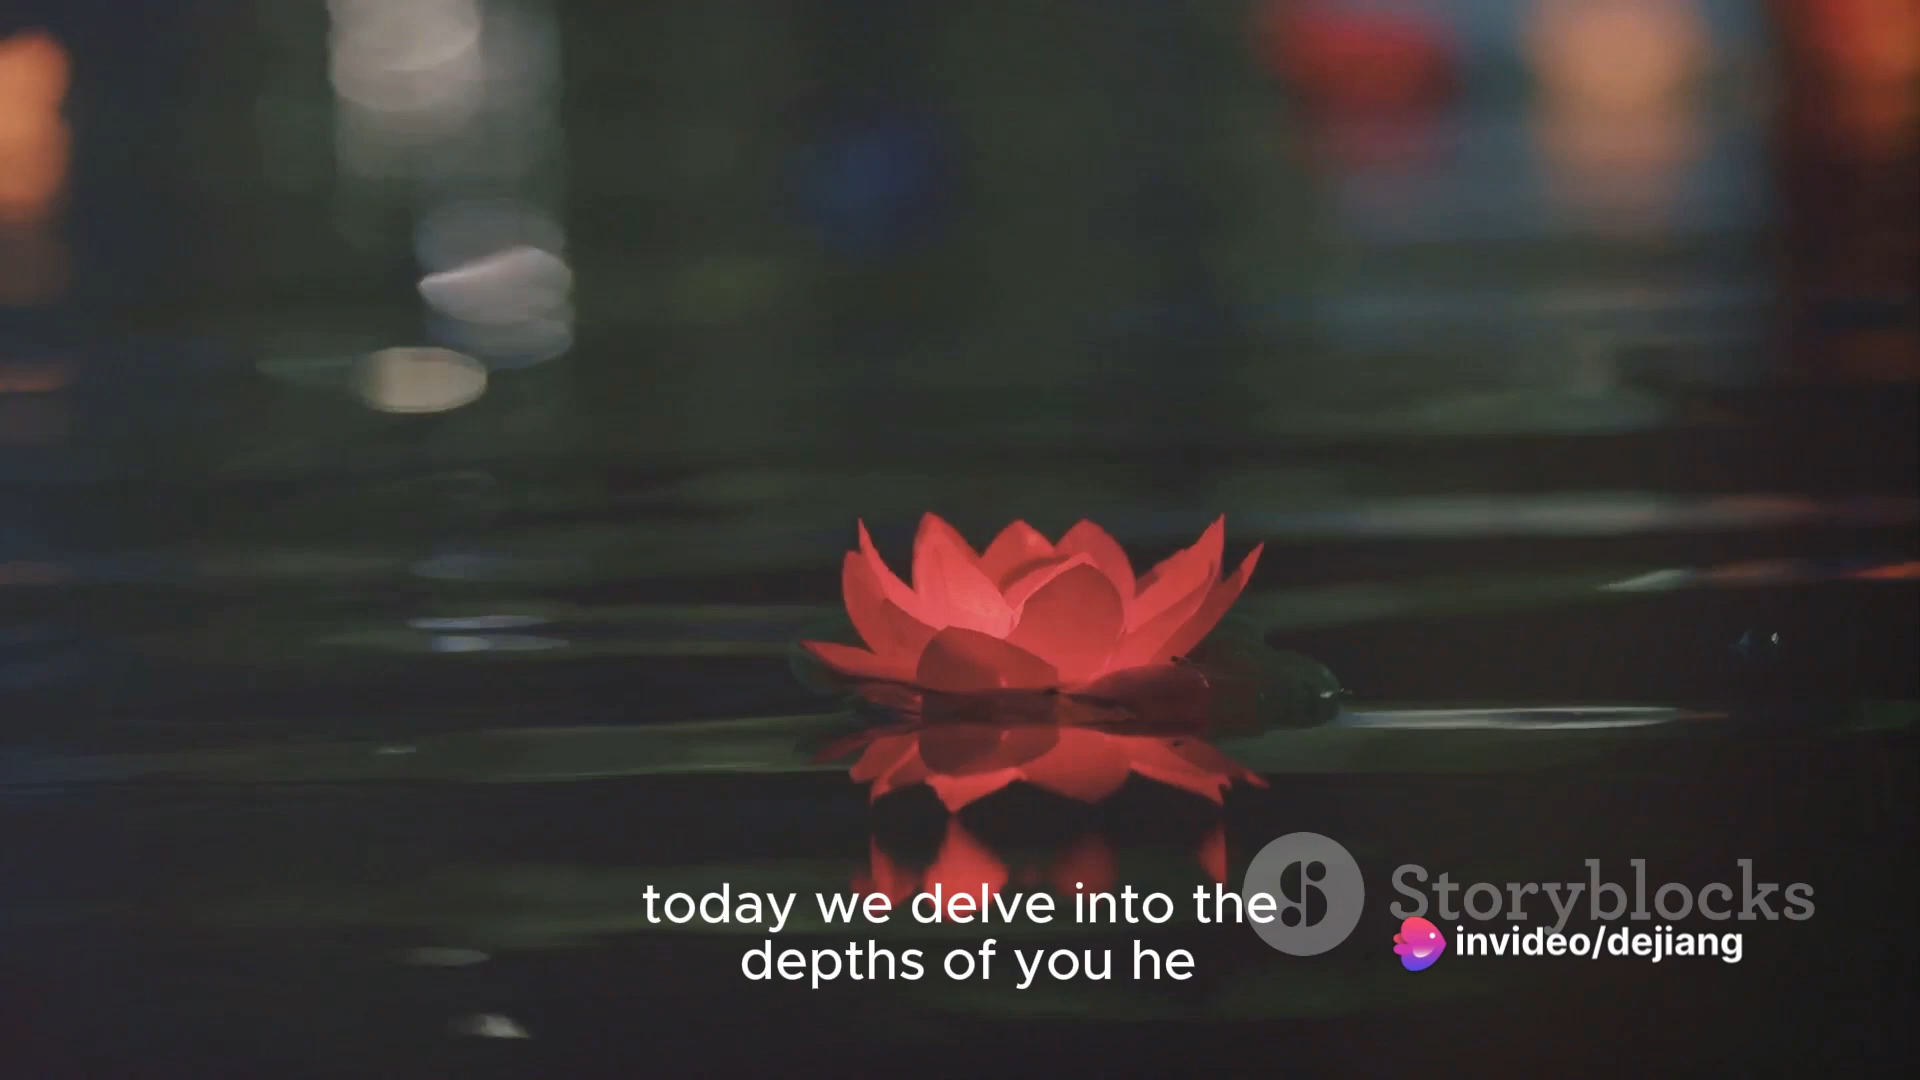 today we delve into the
depths of you he
Storyblocks
invideo/dejiang